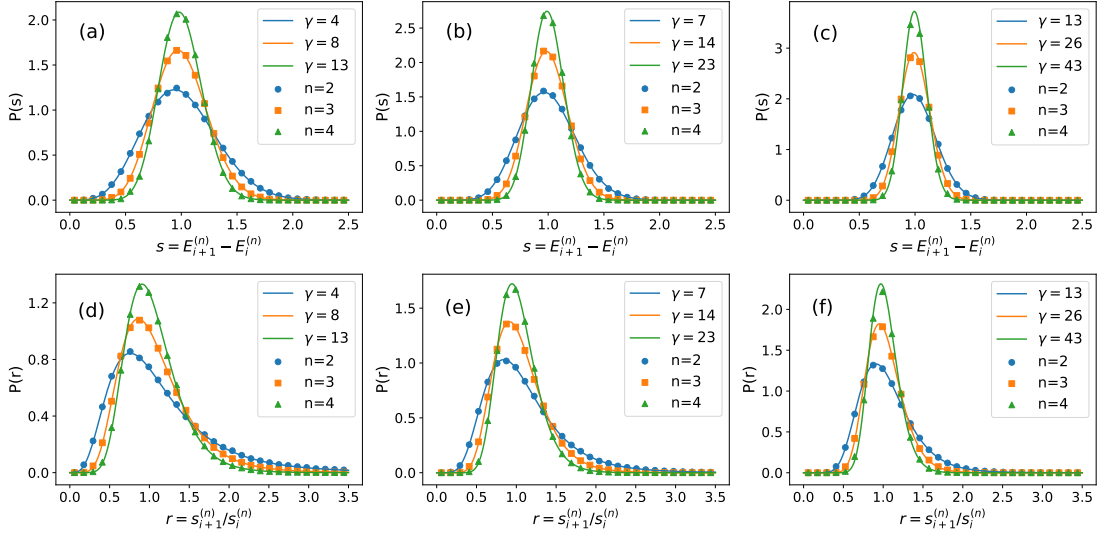 (a)
P(s)
2.0
1.5
1.0
0.5
0.0
0.0 0.5 1.0 1.5 2.0 2.5
s = E_{i+1}^{(n)} − E_i^{(n)}
γ = 4
γ = 8
γ = 13
n=2
n=3
n=4
(b)
P(s)
2.5
2.0
1.5
1.0
0.5
0.0
0.0 0.5 1.0 1.5 2.0 2.5
s = E_{i+1}^{(n)} − E_i^{(n)}
γ = 7
γ = 14
γ = 23
n=2
n=3
n=4
(c)
P(s)
3
2
1
0
0.0 0.5 1.0 1.5 2.0 2.5
s = E_{i+1}^{(n)} − E_i^{(n)}
γ = 13
γ = 26
γ = 43
n=2
n=3
n=4
(d)
P(r)
1.2
0.8
0.4
0.0
0.0 0.5 1.0 1.5 2.0 2.5 3.0 3.5
r = s_{i+1}^{(n)}/s_i^{(n)}
γ = 4
γ = 8
γ = 13
n=2
n=3
n=4
(e)
P(r)
1.5
1.0
0.5
0.0
0.0 0.5 1.0 1.5 2.0 2.5 3.0 3.5
r = s_{i+1}^{(n)}/s_i^{(n)}
γ = 7
γ = 14
γ = 23
n=2
n=3
n=4
(f)
P(r)
2.0
1.5
1.0
0.5
0.0
0.0 0.5 1.0 1.5 2.0 2.5 3.0 3.5
r = s_{i+1}^{(n)}/s_i^{(n)}
γ = 13
γ = 26
γ = 43
n=2
n=3
n=4